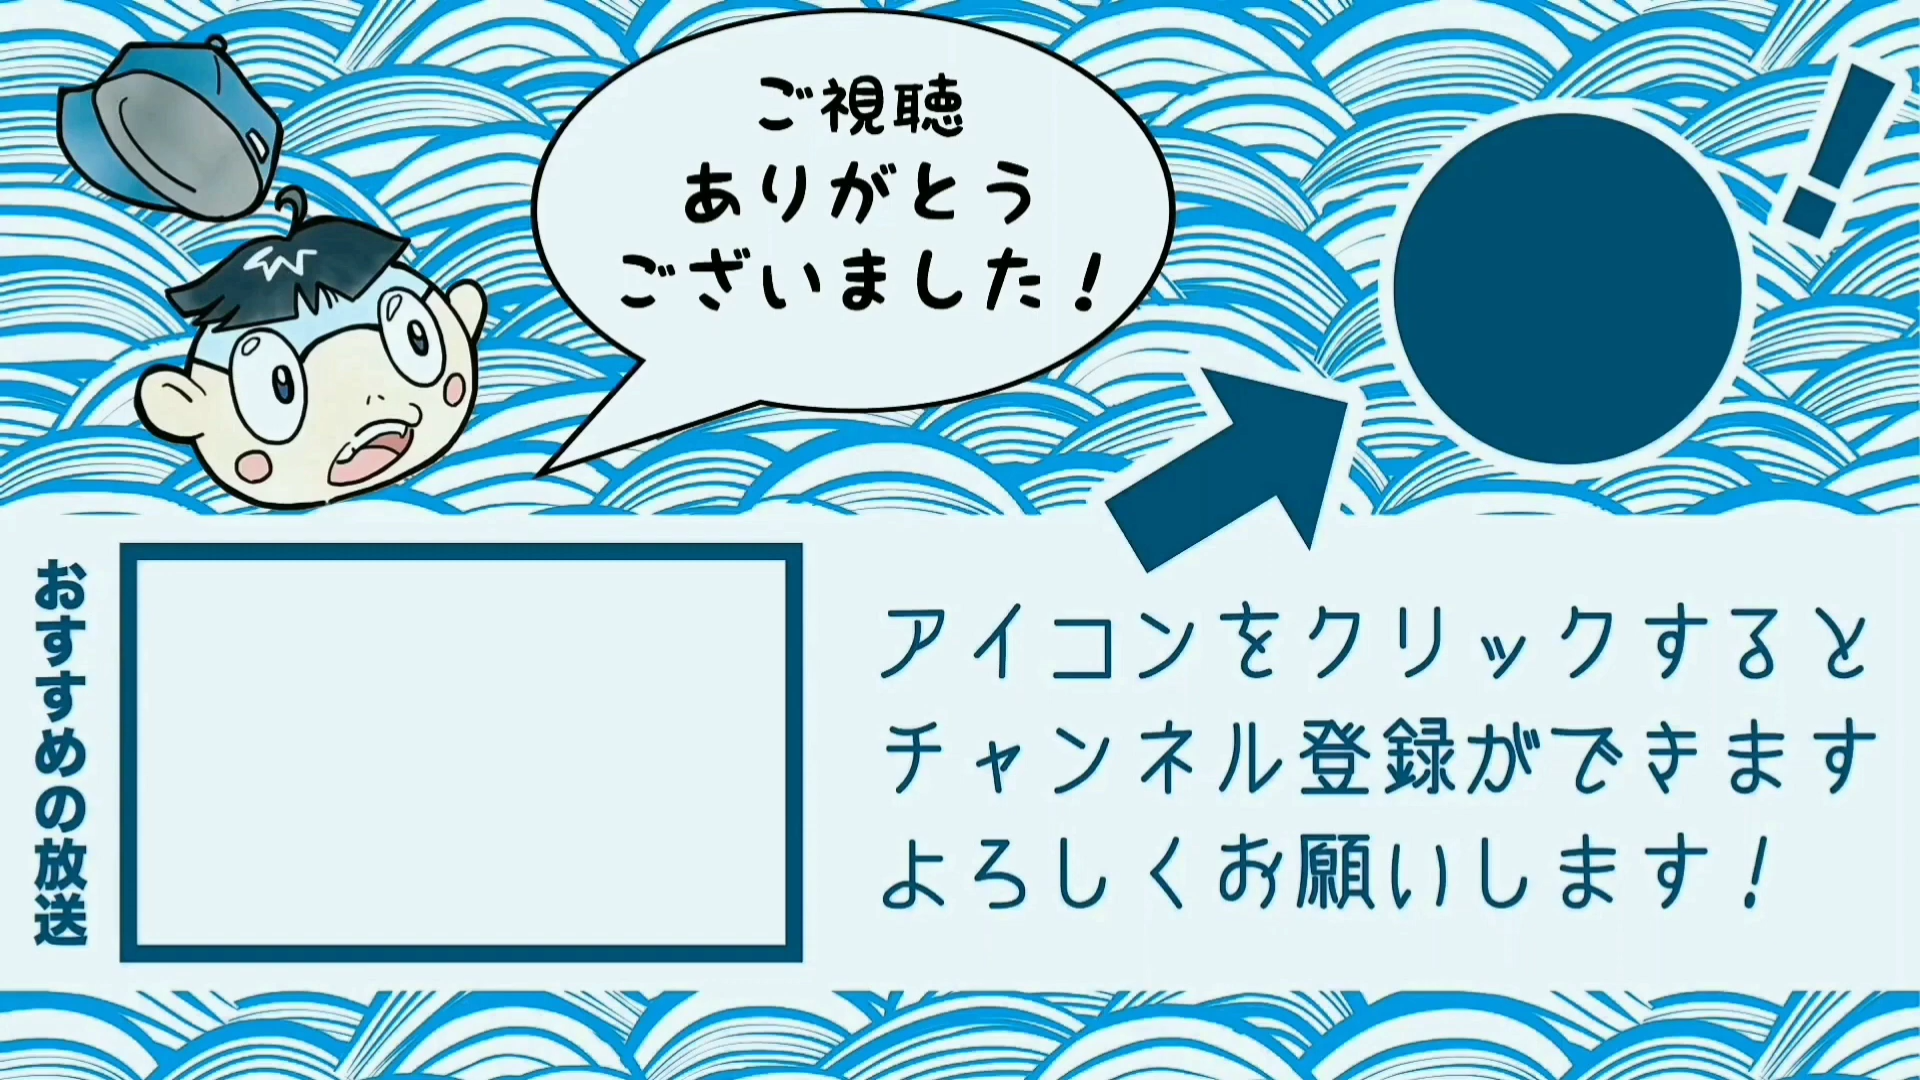 ご視聴
ありがとう
ございました！
おすすめの放送
アイコンをクリックすると
チャンネル登録ができます
よろしくお願いします！